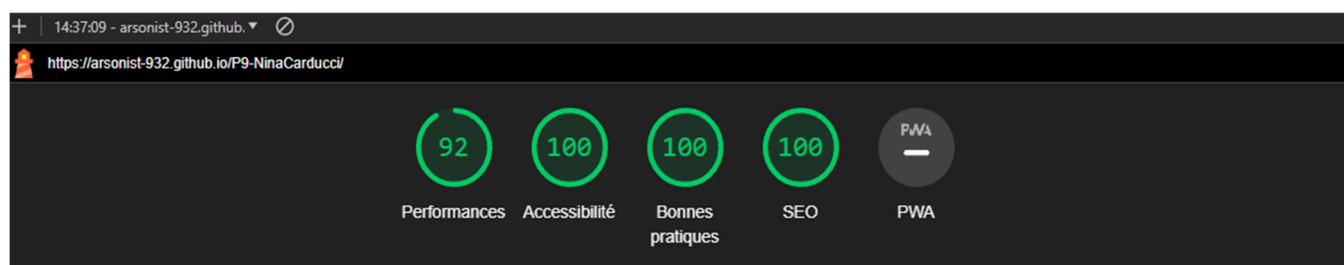 14:37:09 - arsonist-932.github.
https://arsonist-932.github.io/P9-NinaCarducci/
92 100 100 100 PWA
Performances Accessibilité Bonnes pratiques SEO PWA